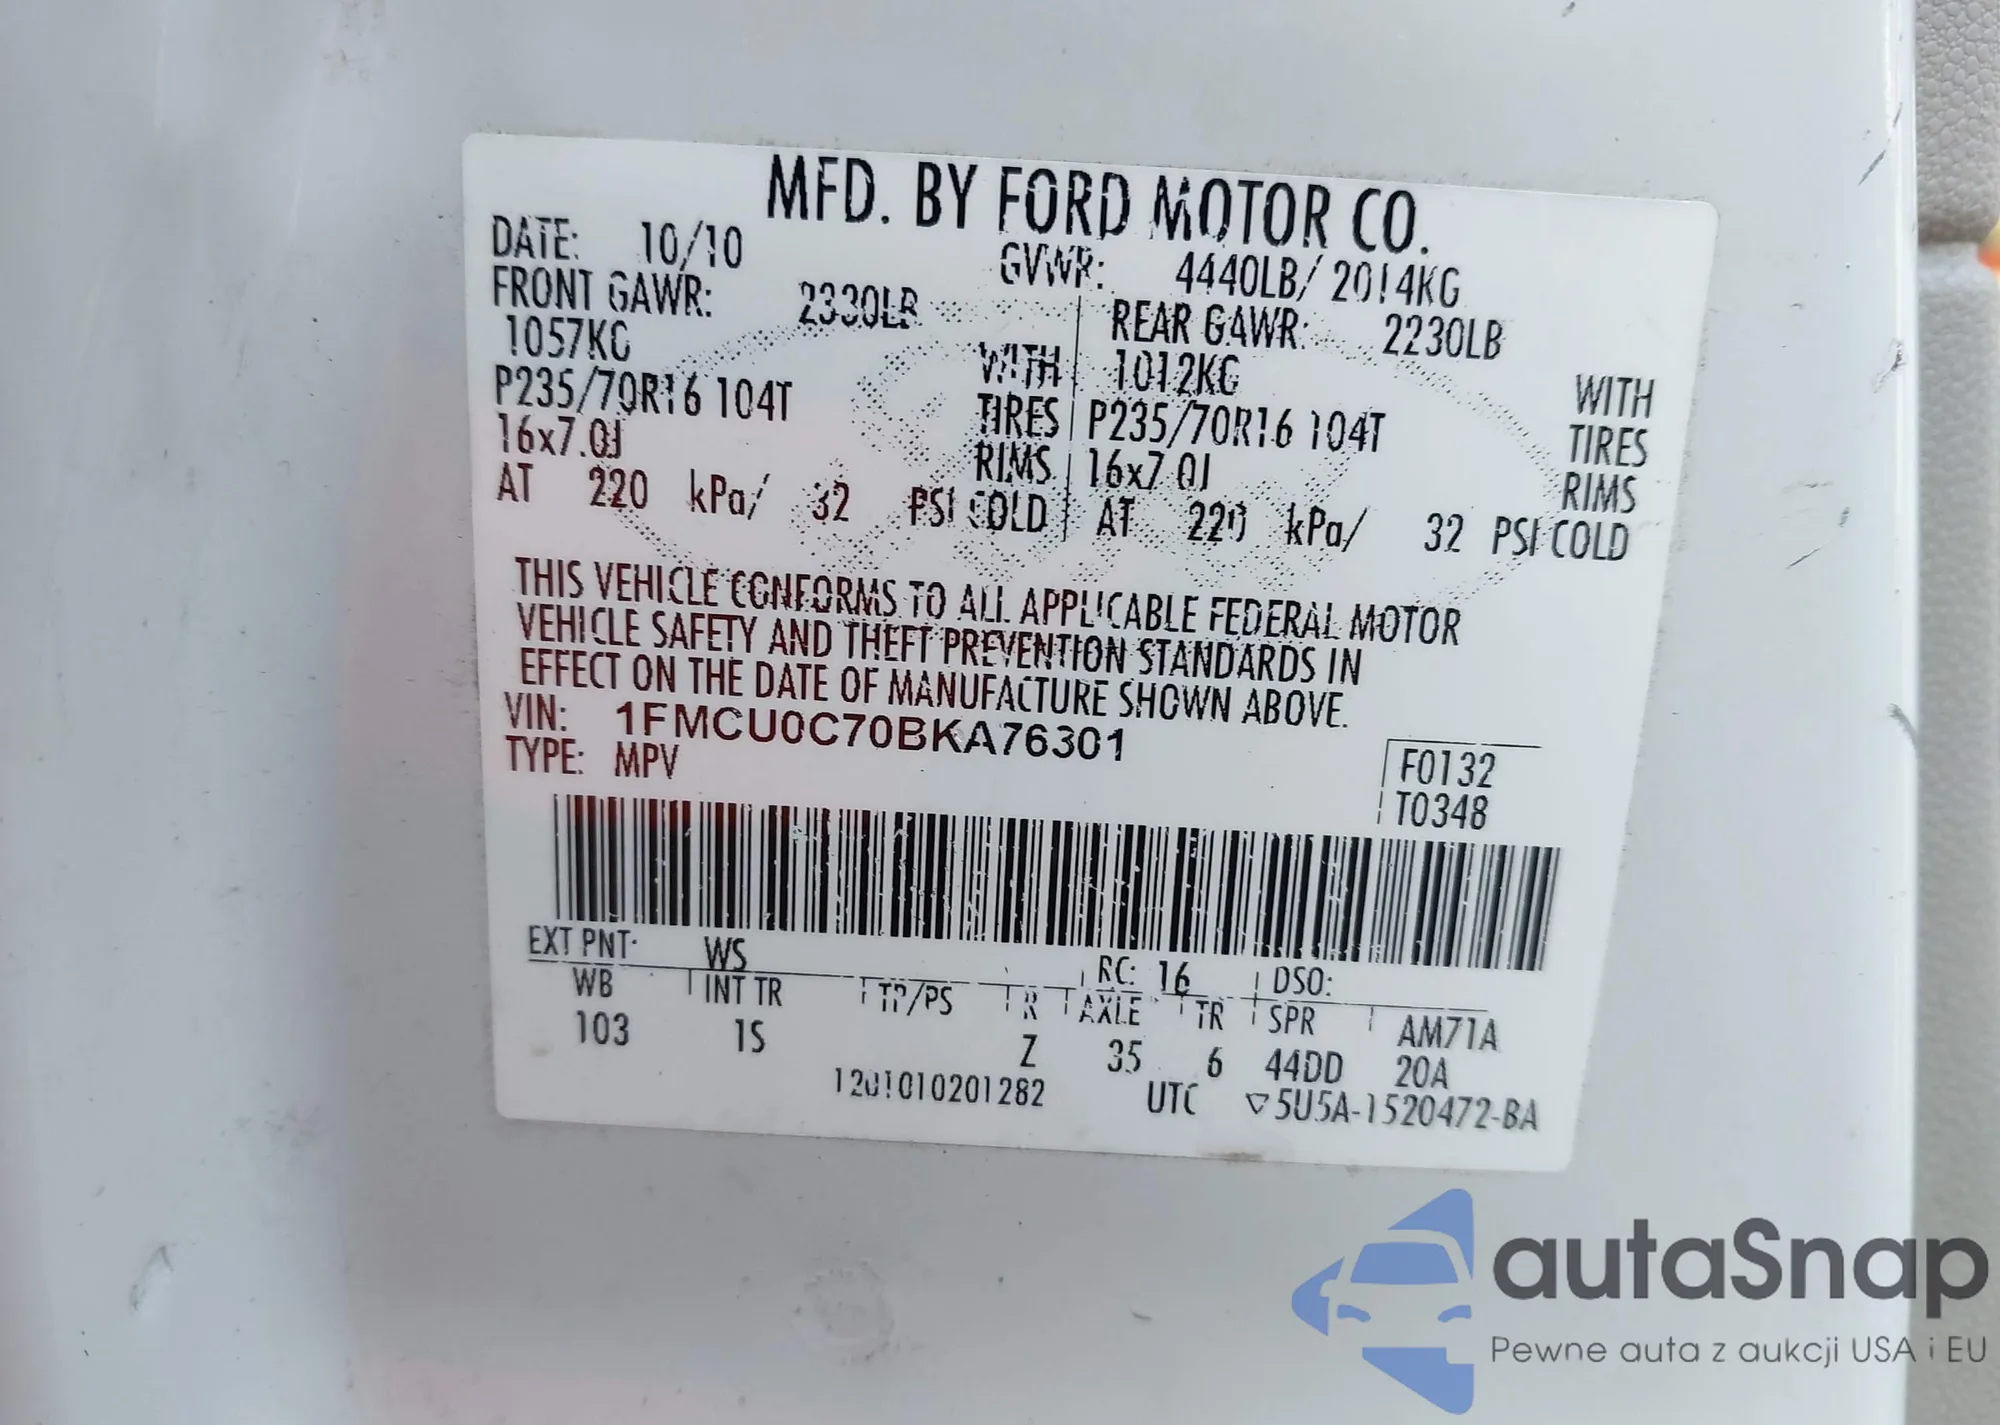 MFD. BY FORD MOTOR CO.
DATE: 10/10 GVWR: 4440LB/ 2014KG
FRONT GAWR: 2330LB REAR GAWR: 2230LB
1057KG WITH 1012KG WITH
P235/70R16 104T TIRES P235/70R16 104T TIRES
16x7.0J RIMS 16x7.0J RIMS
AT 220 kPa/ 32 PSI COLD AT 220 kPa/ 32 PSI COLD
THIS VEHICLE CONFORMS TO ALL APPLICABLE FEDERAL MOTOR
VEHICLE SAFETY AND THEFT PREVENTION STANDARDS IN
EFFECT ON THE DATE OF MANUFACTURE SHOWN ABOVE.
VIN: 1FMCU0C70BKA76301
TYPE: MPV
F0132
T0348
EXT PNT: WS RC: 16 DSO:
WB INT TR TP/PS R AXLE TR SPR AM71A
103 1S Z 35 6 44DD 20A
1201010201282 UTC ▽5U5A-1520472-BA
autaSnap
Pewne auta z aukcji USA i EU